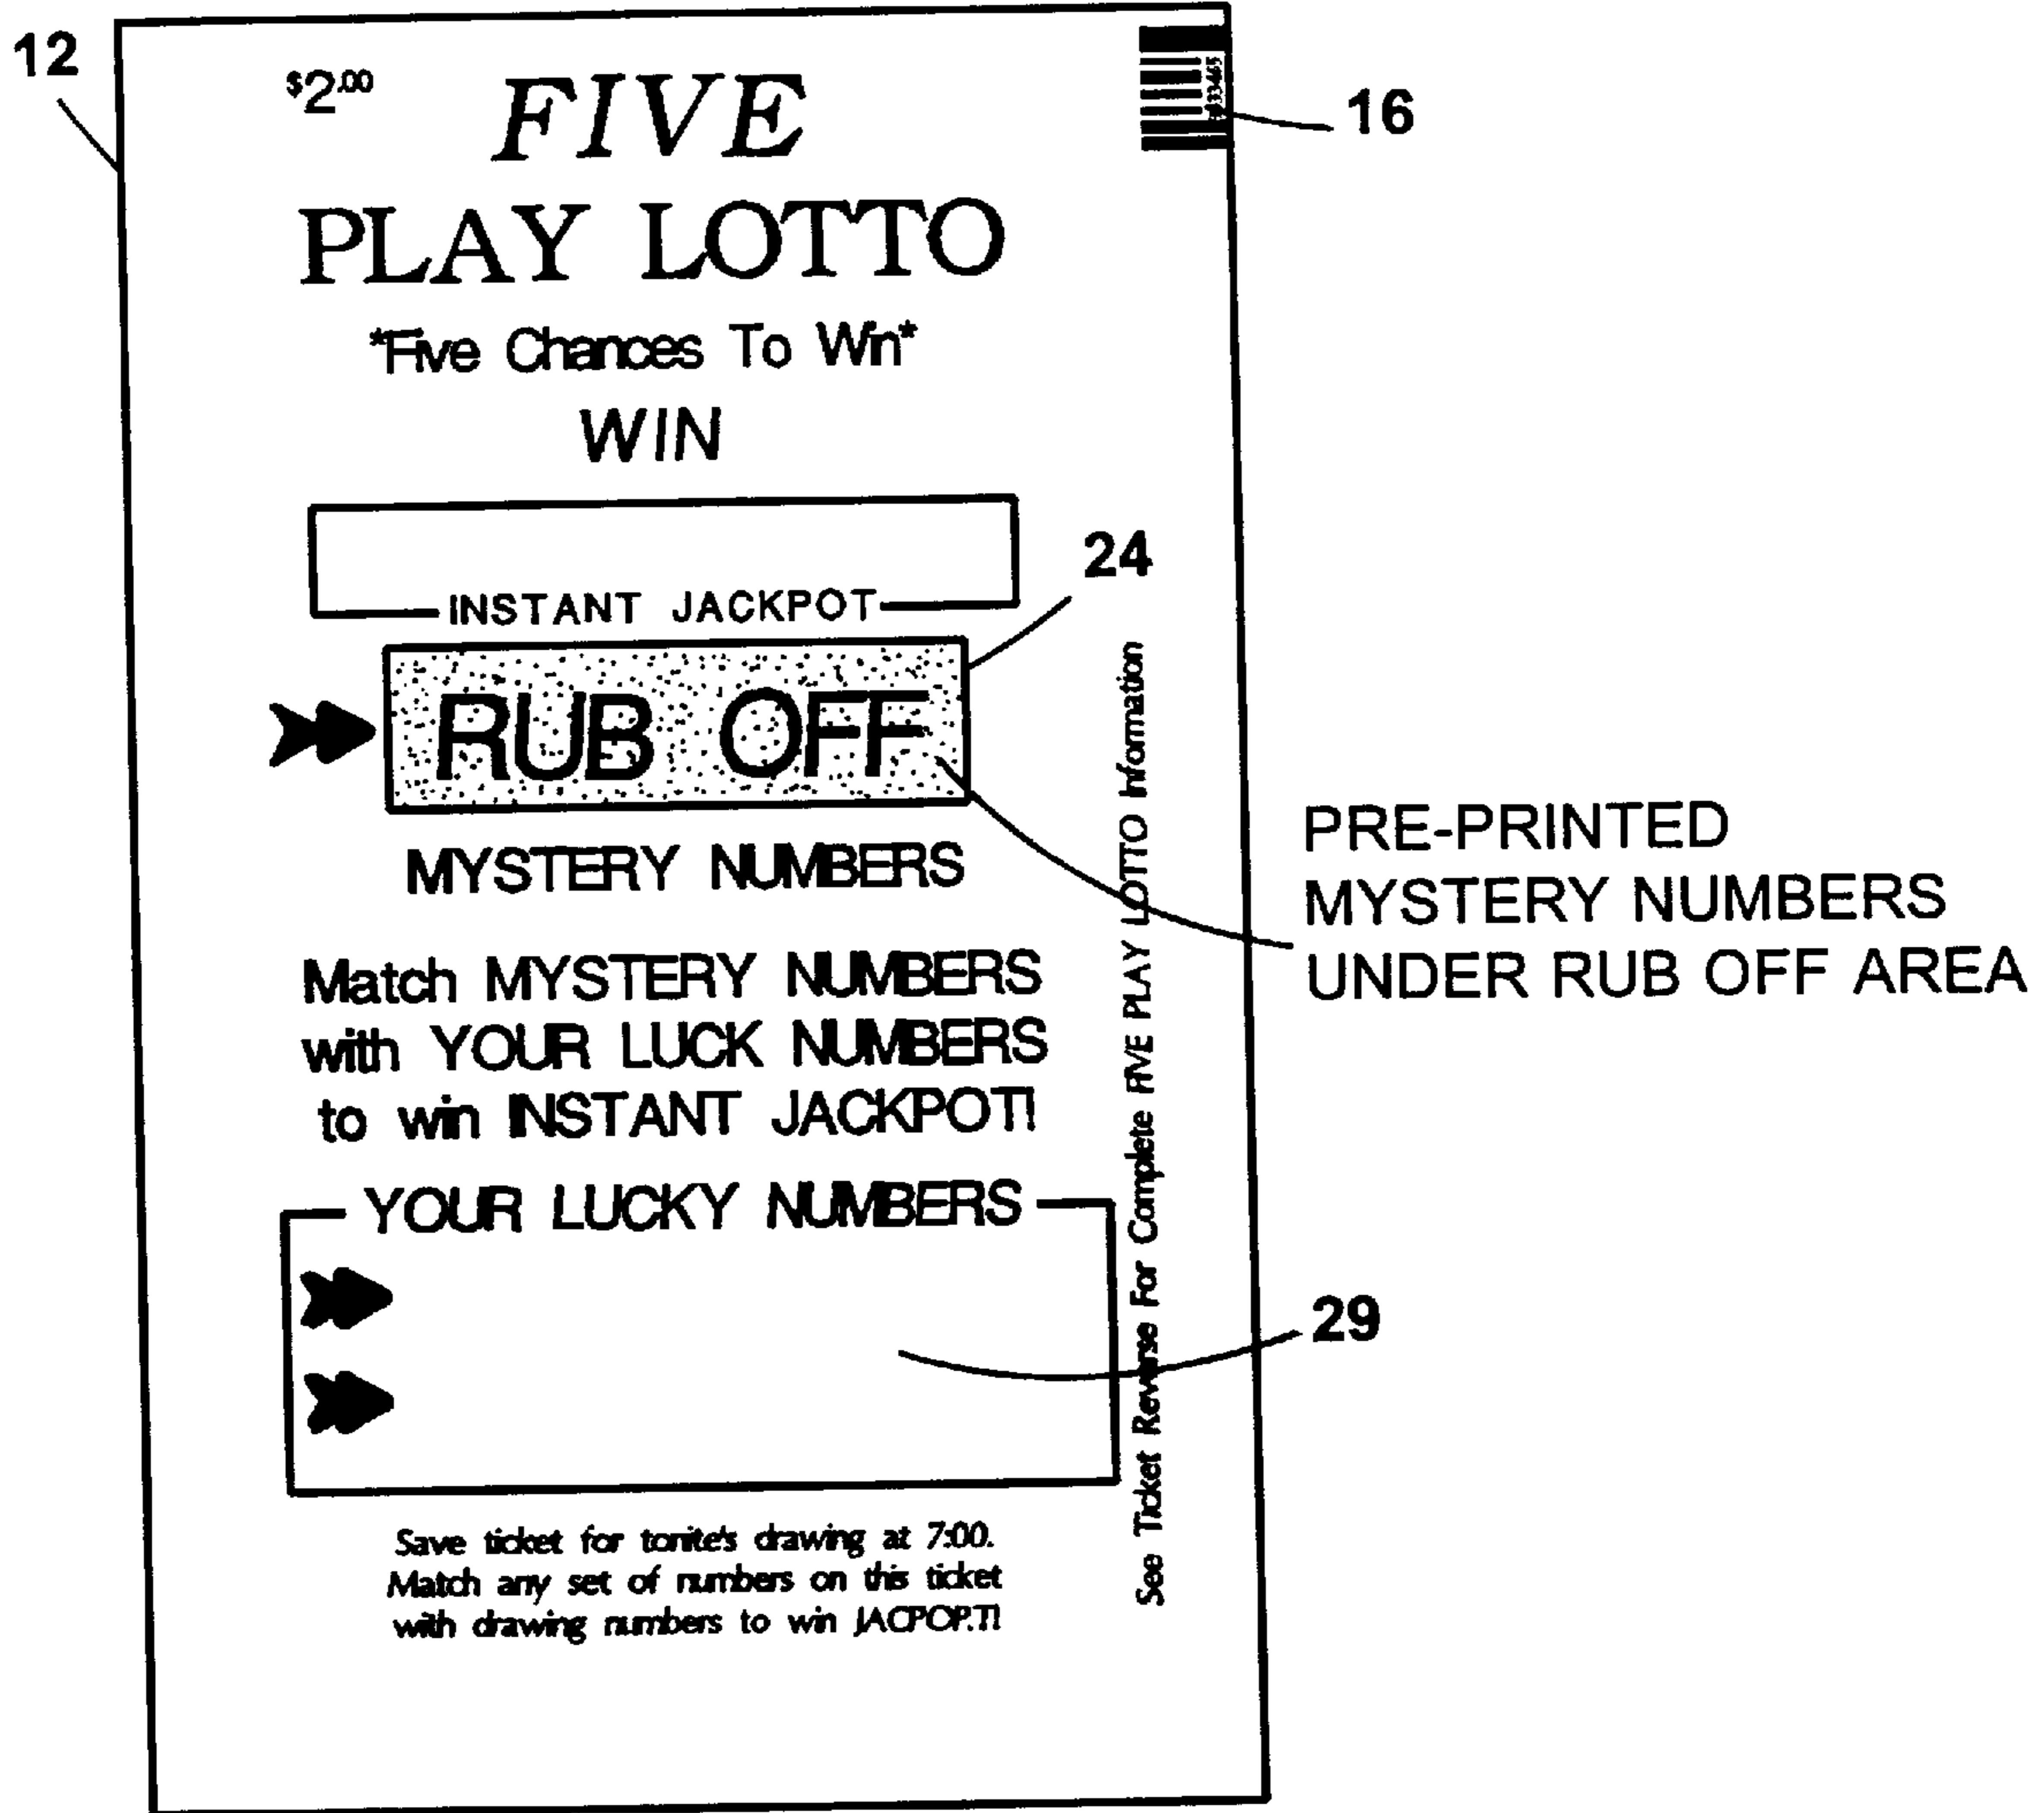 12
$2.00
FIVE
PLAY LOTTO
*Five Chances To Win*
WIN
INSTANT JACKPOT
RUB OFF
MYSTERY NUMBERS
Match MYSTERY NUMBERS
with YOUR LUCK NUMBERS
to win INSTANT JACKPOT!
YOUR LUCKY NUMBERS
Save ticket for tonite's drawing at 7:00.
Match any set of numbers on this ticket
with drawing numbers to win JACPOP.T!
See Ticket Reverse For Complete FIVE PLAY LOTTO Information
16
24
PRE-PRINTED
MYSTERY NUMBERS
UNDER RUB OFF AREA
29